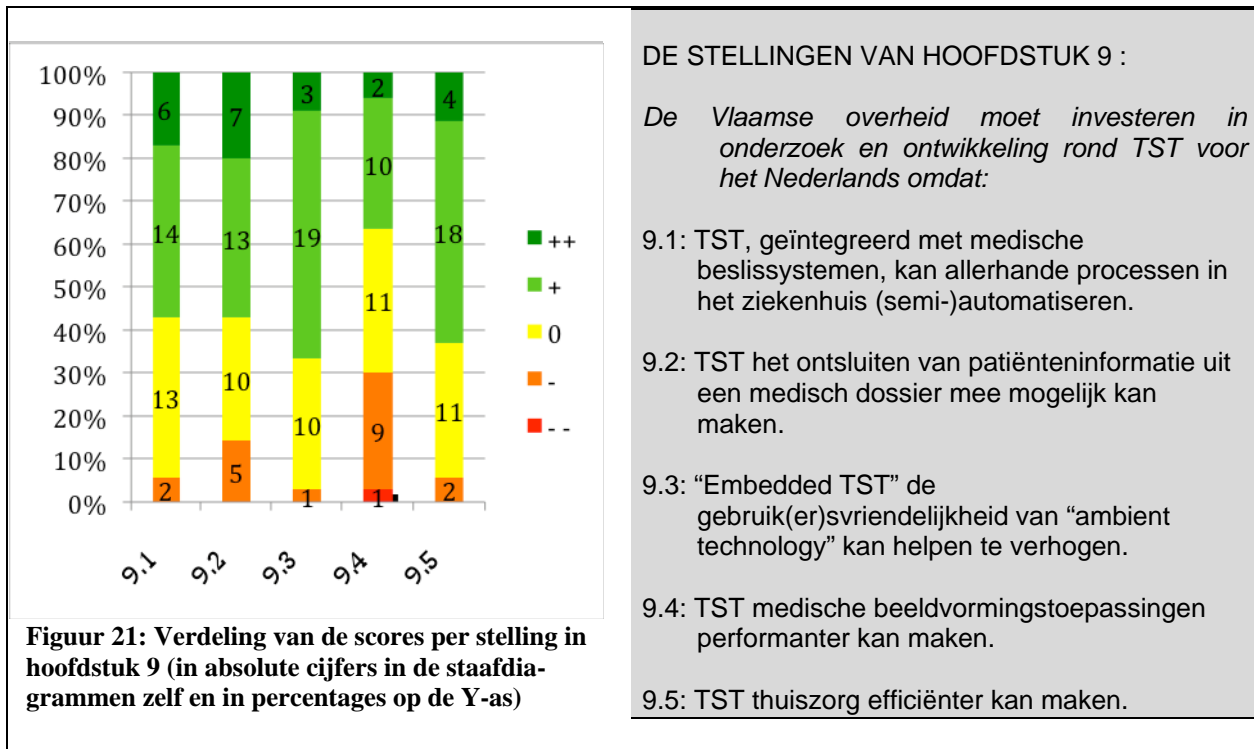 100%
90%
80%
70%
60%
50%
40%
30%
20%
10%
0%
6
14
13
2
7
13
10
5
3
19
10
1
2
10
11
9
1
4
18
11
2
9.1
9.2
9.3
9.4
9.5
++
+
0
-
- -
Figuur 21: Verdeling van de scores per stelling in
hoofdstuk 9 (in absolute cijfers in de staafdia-
grammen zelf en in percentages op de Y-as)
DE STELLINGEN VAN HOOFDSTUK 9 :
De Vlaamse overheid moet investeren in
onderzoek en ontwikkeling rond TST voor
het Nederlands omdat:
9.1: TST, geïntegreerd met medische
beslissystemen, kan allerhande processen in
het ziekenhuis (semi-)automatiseren.
9.2: TST het ontsluiten van patiënteninformatie uit
een medisch dossier mee mogelijk kan
maken.
9.3: “Embedded TST” de
gebruik(er)svriendelijkheid van “ambient
technology” kan helpen te verhogen.
9.4: TST medische beeldvormingstoepassingen
performanter kan maken.
9.5: TST thuiszorg efficiënter kan maken.